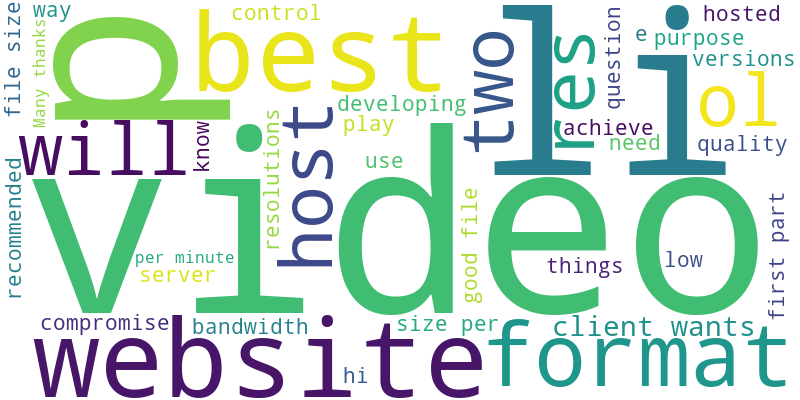 way
control
hosted
file size
Many thanks
p
best
two
li
res
question
e
purpose
versions
ol
developing
play
will
know
host
achieve
need
quality
use
resolutions
recommended
video
good file
per minute
server
things
low
first part
compromise
bandwidth
size per
client wants
website
hi
format